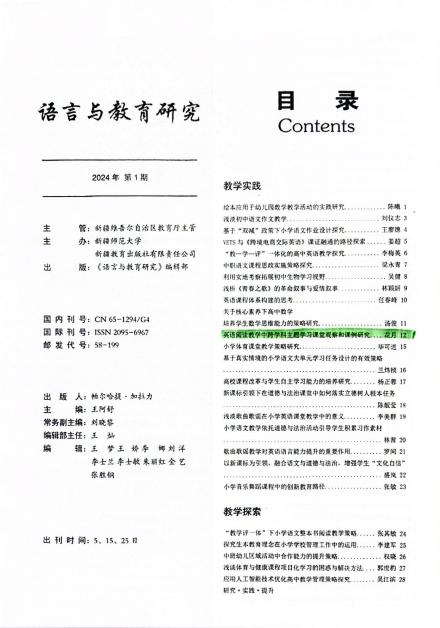 语言与教育研究
2024年 第1期
主 管：新疆维吾尔自治区教育厅主管
主 办：新疆师范大学
新疆教育出版社有限责任公司
出 版：《语言与教育研究》编辑部
国内刊号：CN 65-1294/G4
国际刊号：ISSN 2095-6967
邮发代号：58-199
出 版 人：帕尔哈提·加拉力
主 编：王阿舒
常务副主编：刘晓蓉
编辑部主任：王 灿
编 辑：王 梦 王 娇 李 娜 刘 洋
李士兰 李士敏 朱丽红 金 艺
张胜钢
出 刊 时 间：5、15、25日
目 录
Contents
教学实践
绘本应用于幼儿园数学教学活动的实践研究 陈曦 1
浅谈初中语文作文教学 刘仪志 3
基于“双减”政策下小学语文作业设计探究 王廖德 4
VETS与《跨境电商交际英语》课证融通的路径探索 姜超 5
“教—学—评”一体化的高中英语教学探究 李梅英 6
中职语文课程思政实施策略探究 梁永青 7
利用实地考察拓展初中生物学习视野 吴健 8
浅析《青春之歌》的革命叙事与爱情叙事 林颖娟 9
英语课程体系构建的思考 任春峰 10
关于核心素养下高中数学
培养学生数学思维能力的策略研究 汤俊 11
英语阅读教学中跨学科主题学习课堂观察和课例研究 花月 12
小学体育课堂教学策略研究 毕可进 15
基于真实情境的小学语文大单元学习任务设计的有效策略
兰炜桃 16
高校课程改革与学生自主学习能力的培养研究 杨正蓉 17
新课标引领下在道德与法治课堂中如何落实立德树人根本任务
陈醒斐 18
浅谈歌曲歌谣在小学英语课堂教学中的意义 李美群 19
小学语文教学依托道德与法治活动引导学生积累习作素材
林湉 20
歌曲歌谣教学对英语语言能力提升的重要作用 罗闻 21
以新课标为引领，融合语文与道德与法治，增强学生“文化自信”
盛岚 22
小学音乐舞蹈课程中的创新教育路径 张敏 23
教学探索
“教学评一体”下小学语文整本书阅读教学策略 张其敏 24
探究生本教育理念在小学学校管理工作中的运用 李建军 25
中班幼儿区域活动中合作能力的提升策略 权晓 26
浅谈体育与健康课程项目化学习的困惑与解决方法 郭世豹 27
应用人工智能技术优化高中教学管理策略探究 吴江滨 28
研究·实践·提升